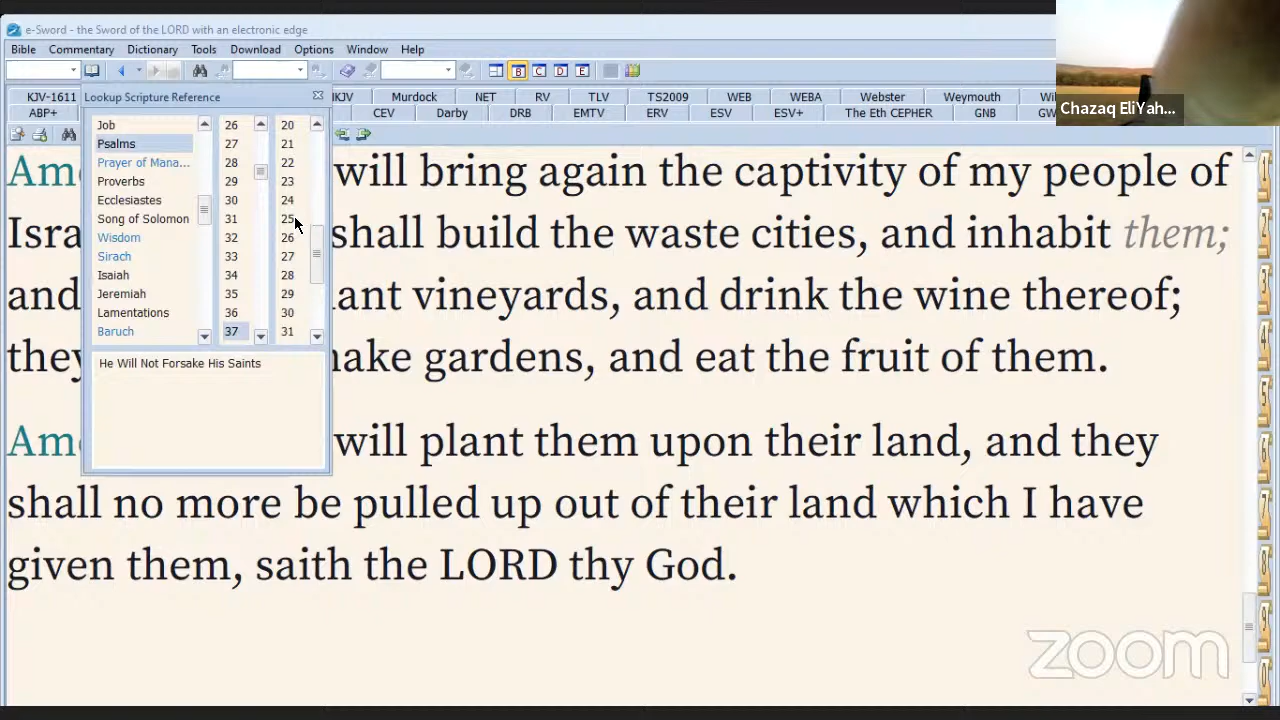 e-Sword - the Sword of the LORD with an electronic edge
Bible Commentary Dictionary Tools Download Options Window Help
B C D E
KJV-1611 Lookup Scripture Reference Murdock NET RV TLV TS2009 WEB WEBA Webster Weymouth
ABP+ CEV Darby DRB EMTV ERV ESV ESV+ The Eth CEPHER GNB
Chazaq EliYah...
Job 26 20
Psalms 27 21
Prayer of Mana... 28 22
Proverbs 29 23
Ecclesiastes 30 24
Song of Solomon 31 25
Wisdom 32 26
Sirach 33 27
Isaiah 34 28
Jeremiah 35 29
Lamentations 36 30
Baruch 37 31
He Will Not Forsake His Saints
will bring again the captivity of my people of
shall build the waste cities, and inhabit them;
and vineyards, and drink the wine thereof;
they gardens, and eat the fruit of them.
will plant them upon their land, and they
shall no more be pulled up out of their land which I have
given them, saith the LORD thy God.
zoom